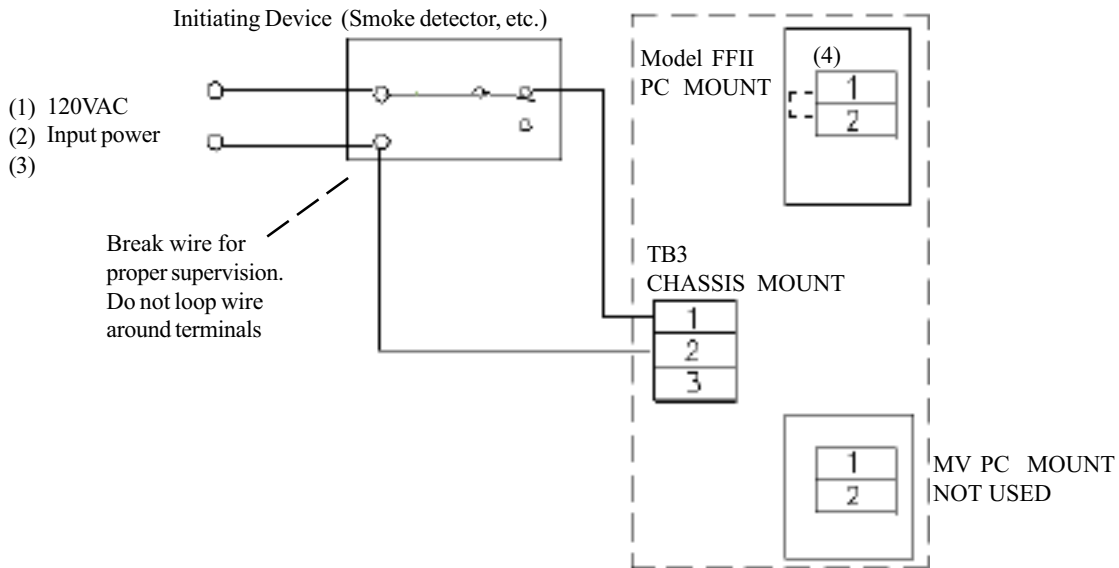 Initiating Device (Smoke detector, etc.)
(1) 120VAC
(2) Input power
(3)
Break wire for
proper supervision.
Do not loop wire
around terminals
Model FFII
PC MOUNT
(4)
1
2
TB3
CHASSIS MOUNT
1
2
3
1
2
MV PC MOUNT
NOT USED